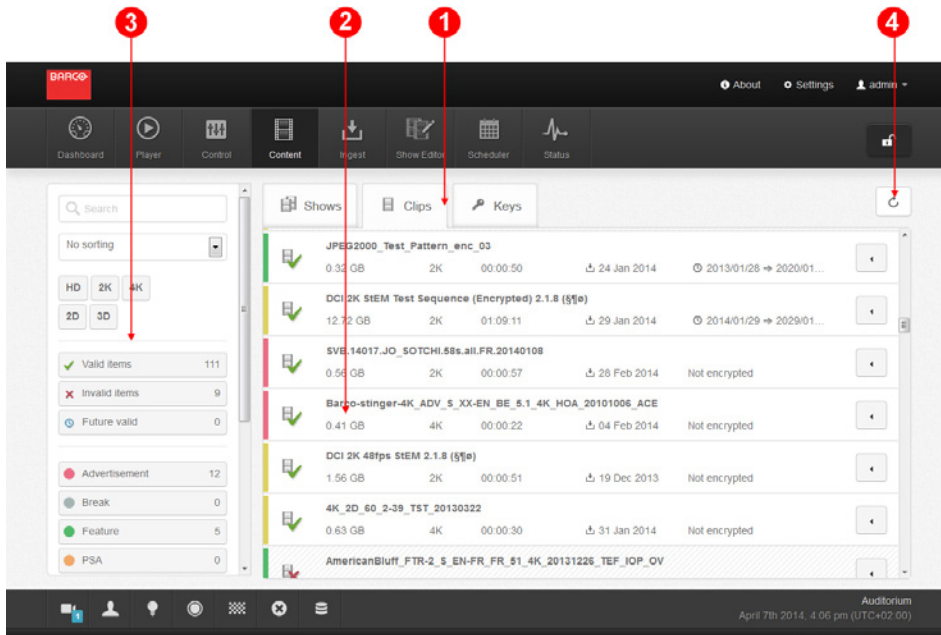 3 2 1 4
BARCO
About Settings admin
Dashboard Player Control Content Ingest Show Editor Scheduler Status
Search
No sorting
HD 2K 4K
2D 3D
Valid items 111
Invalid items 9
Future valid 0
Advertisement 12
Break 0
Feature 5
PSA 0
Shows Clips Keys
JPEG2000_Test_Pattern_enc_03
0.32 GB 2K 00:00:50 24 Jan 2014 2013/01/28 ➔ 2020/01...
DCI 2K StEM Test Sequence (Encrypted) 2.1.8 (§¶ø)
12.72 GB 2K 01:09:11 29 Jan 2014 2014/01/29 ➔ 2029/01...
SVB.14017.JO_SOTCHI.58s.all.FR.20140108
0.56 GB 2K 00:00:57 28 Feb 2014 Not encrypted
Barco-stinger-4K_ADV_S_XX-EN_BE_5.1_4K_HOA_20101006_ACE
0.41 GB 4K 00:00:22 04 Feb 2014 Not encrypted
DCI 2K 48fps StEM 2.1.8 (§¶ø)
1.56 GB 2K 00:00:51 19 Dec 2013 Not encrypted
4K_2D_60_2-39_TST_20130322
0.63 GB 4K 00:00:30 31 Jan 2014 Not encrypted
AmericanBluff_FTR-2_S_EN-FR_FR_51_4K_20131226_TEF_IOP_OV
1
Auditorium
April 7th 2014, 4:06 pm (UTC+02:00)